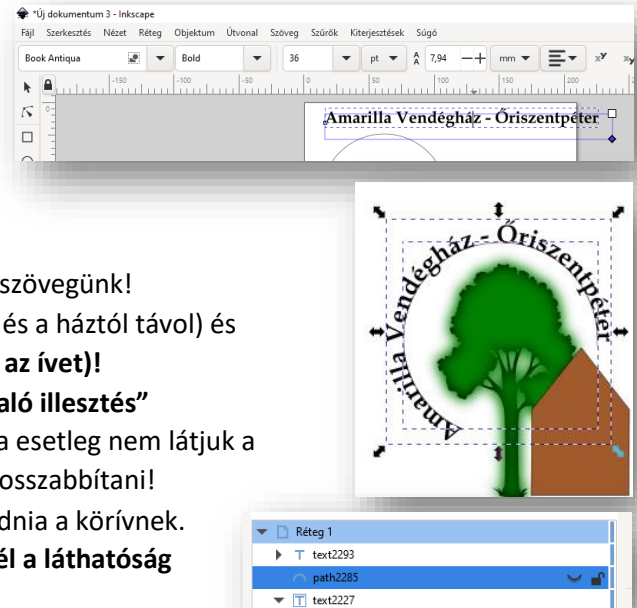 *Új dokumentum 3 - Inkscape
Fájl Szerkesztés Nézet Réteg Objektum Útvonal Szöveg Szűrők Kiterjesztések Súgó
Book Antiqua Bold 36 pt 7,94 mm
-150 -100 -50 0 50 100 150 200
0
Amarilla Vendégház - Őriszentpéter
Amarilla Vendégház - Őriszentpéter
szövegünk!
és a háztól távol) és
az ívet)!
aló illesztés”
a esetleg nem látjuk a
osszabbítani!
dnia a körívnek.
él a láthatóság
Réteg 1
text2293
path2285
text2227